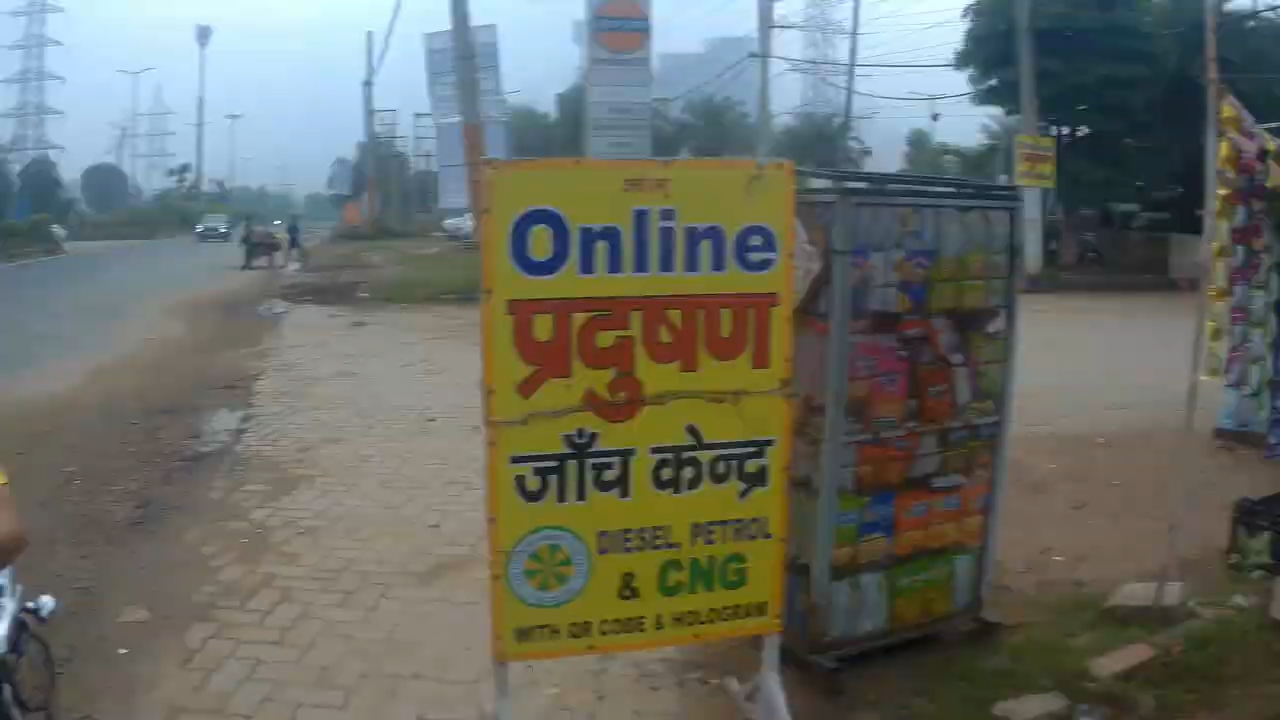 Online
प्रदुषण
जाँच केन्द्र
DIESEL, PETROL
& CNG
WITH QR CODE & HOLOGRAM